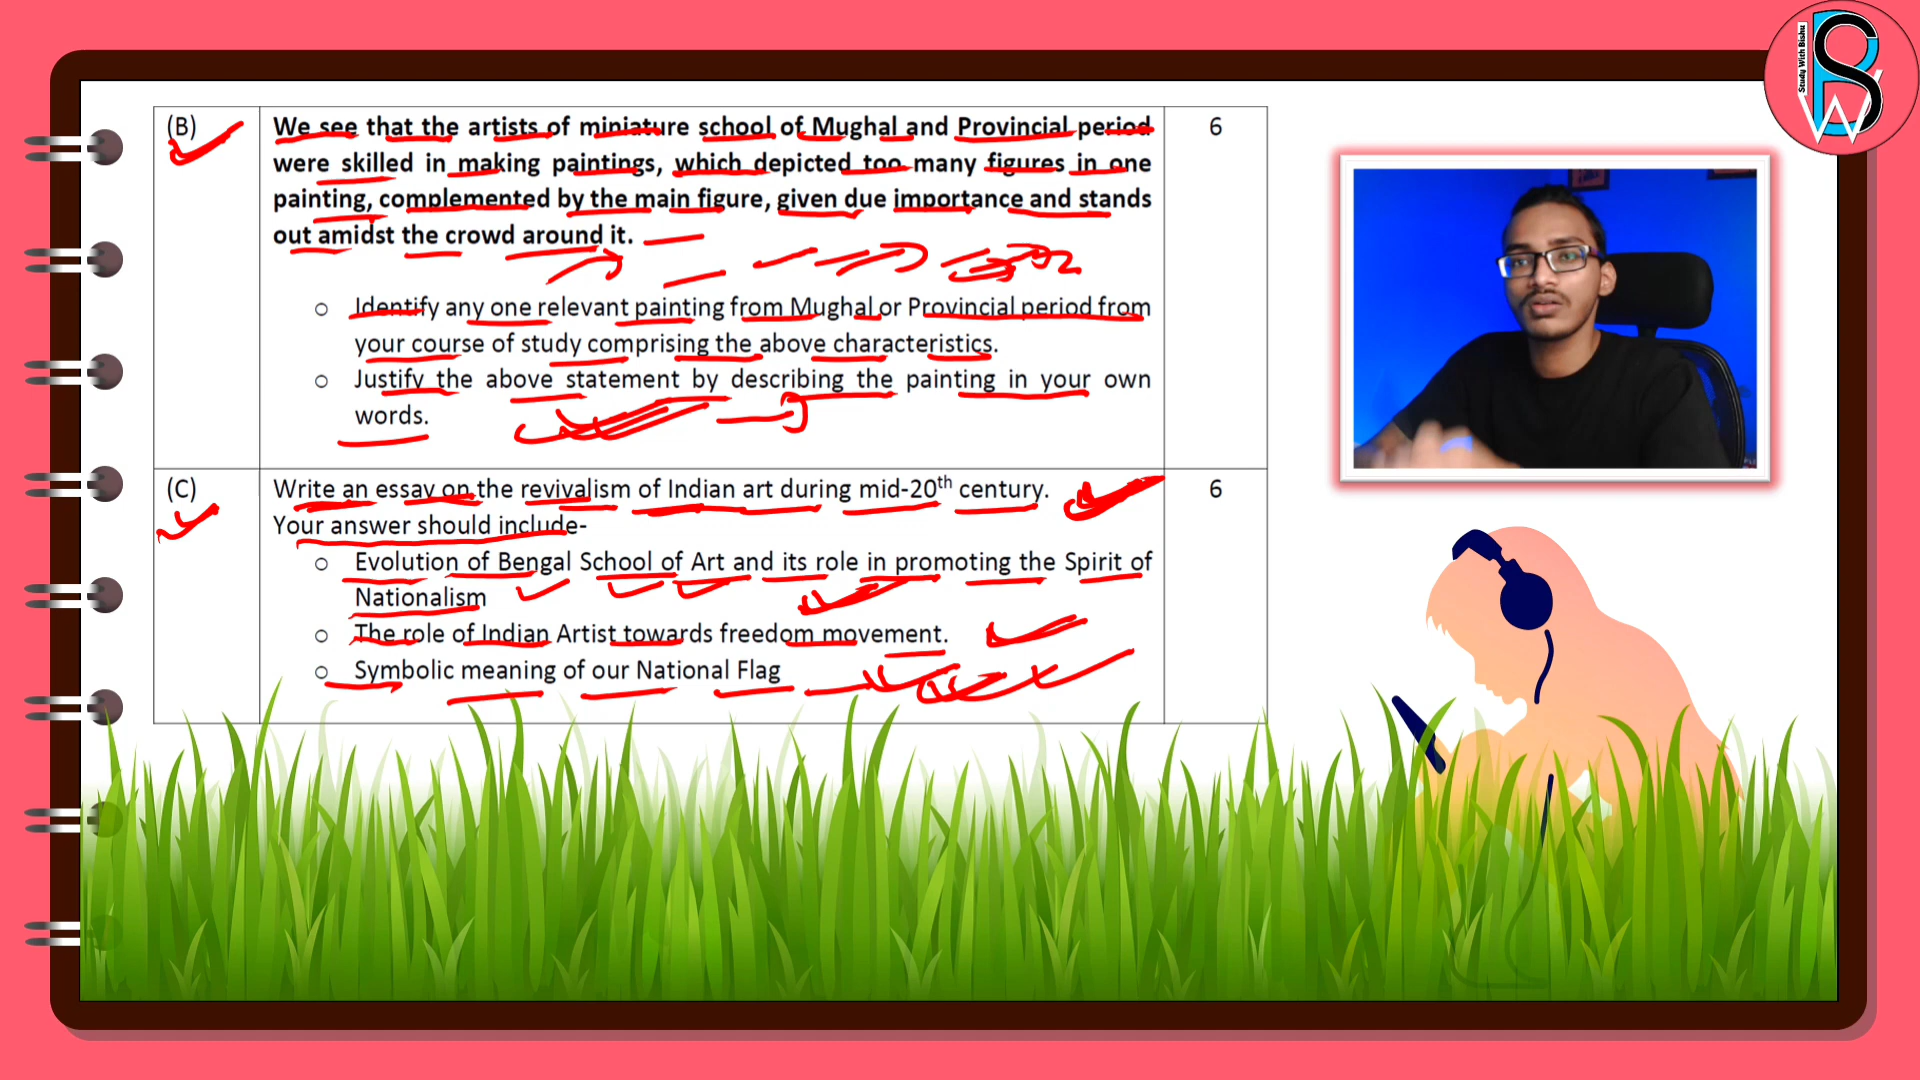 Study With Bishu
SBW
(B)
We see that the artists of miniature school of Mughal and Provincial period
6
were skilled in making paintings, which depicted too many figures in one
painting, complemented by the main figure, given due importance and stands
out amidst the crowd around it.
○ Identify any one relevant painting from Mughal or Provincial period from
your course of study comprising the above characteristics.
○ Justify the above statement by describing the painting in your own
words.
(C)
Write an essay on the revivalism of Indian art during mid-20th century.
6
Your answer should include-
○ Evolution of Bengal School of Art and its role in promoting the Spirit of
Nationalism
○ The role of Indian Artist towards freedom movement.
○ Symbolic meaning of our National Flag